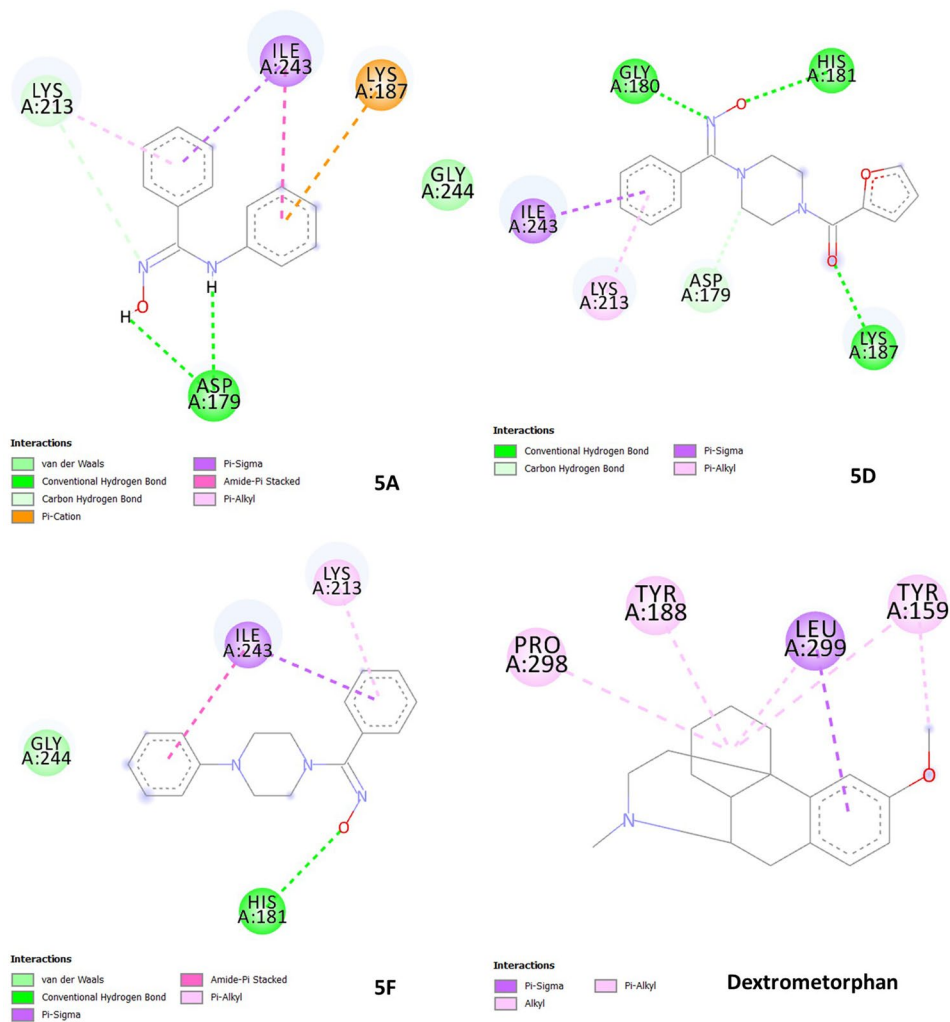 LYS
A:213
ILE
A:243
LYS
A:187
N
O
H
N
H
ASP
A:179
GLY
A:244
Interactions
van der Waals
Conventional Hydrogen Bond
Carbon Hydrogen Bond
Pi-Cation
Pi-Sigma
Amide-Pi Stacked
Pi-Alkyl
5A
GLY
A:180
HIS
A:181
N
O
ILE
A:243
N
N
O
O
LYS
A:213
ASP
A:179
LYS
A:187
Interactions
Conventional Hydrogen Bond
Carbon Hydrogen Bond
Pi-Sigma
Pi-Alkyl
5D
LYS
A:213
ILE
A:243
GLY
A:244
N
N
N
O
HIS
A:181
Interactions
van der Waals
Conventional Hydrogen Bond
Pi-Sigma
Amide-Pi Stacked
Pi-Alkyl
5F
PRO
A:298
TYR
A:188
LEU
A:299
TYR
A:159
O
N
Interactions
Pi-Sigma
Alkyl
Pi-Alkyl
Dextrometorphan